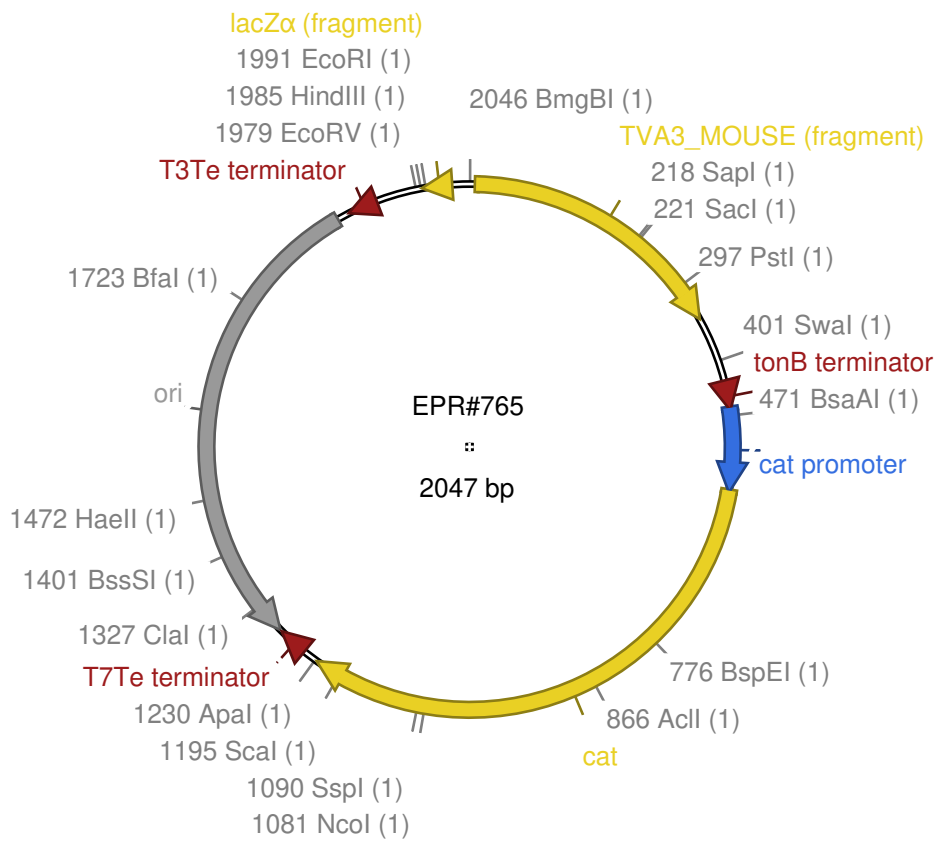 lacZα (fragment)
1991 EcoRI (1)
1985 HindIII (1)
2046 BmgBI (1)
1979 EcoRV (1)
TVA3_MOUSE (fragment)
T3Te terminator
218 SapI (1)
221 SacI (1)
297 PstI (1)
1723 BfaI (1)
401 SwaI (1)
tonB terminator
ori
471 BsaAI (1)
EPR#765
cat promoter
2047 bp
1472 HaeII (1)
1401 BssSI (1)
1327 ClaI (1)
776 BspEI (1)
T7Te terminator
1230 ApaI (1)
866 AclI (1)
1195 ScaI (1)
cat
1090 SspI (1)
1081 NcoI (1)